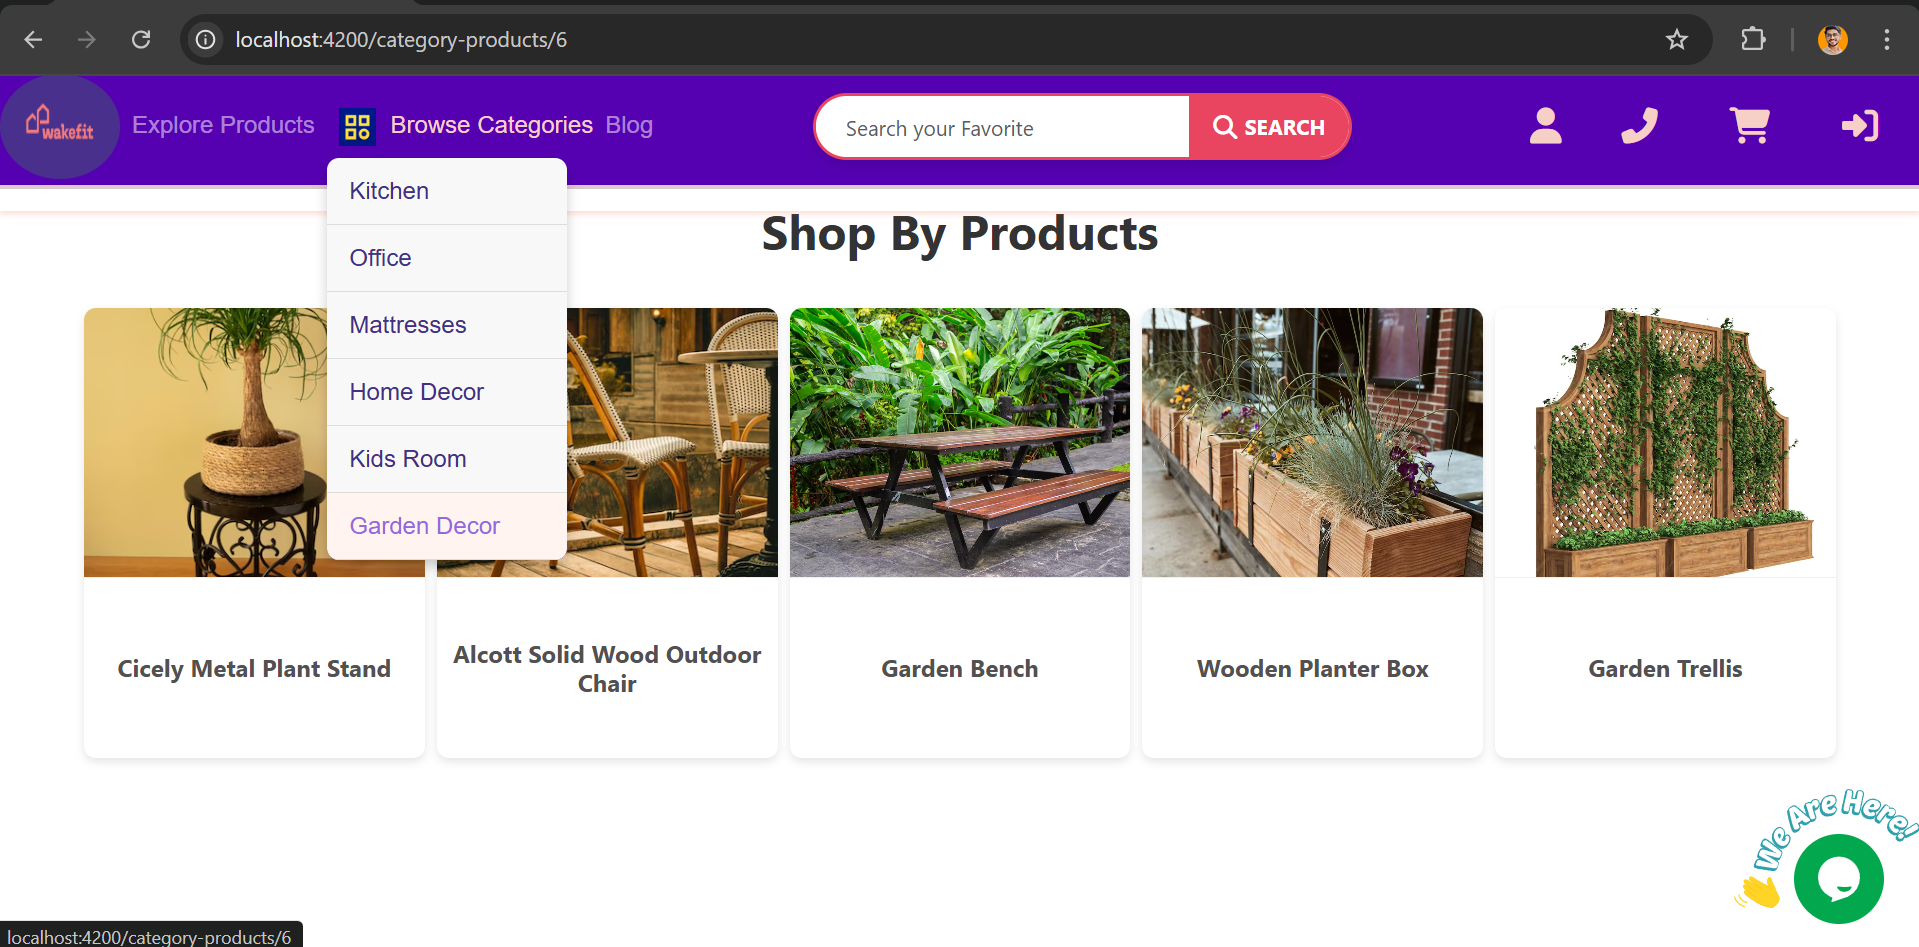 localhost:4200/category-products/6
wakefit
Explore Products
Browse Categories
Blog
Search your Favorite
SEARCH
Kitchen
Office
Mattresses
Home Decor
Kids Room
Garden Decor
Shop By Products
Cicely Metal Plant Stand
Alcott Solid Wood Outdoor
Chair
Garden Bench
Wooden Planter Box
Garden Trellis
We Are Here!
localhost:4200/category-products/6